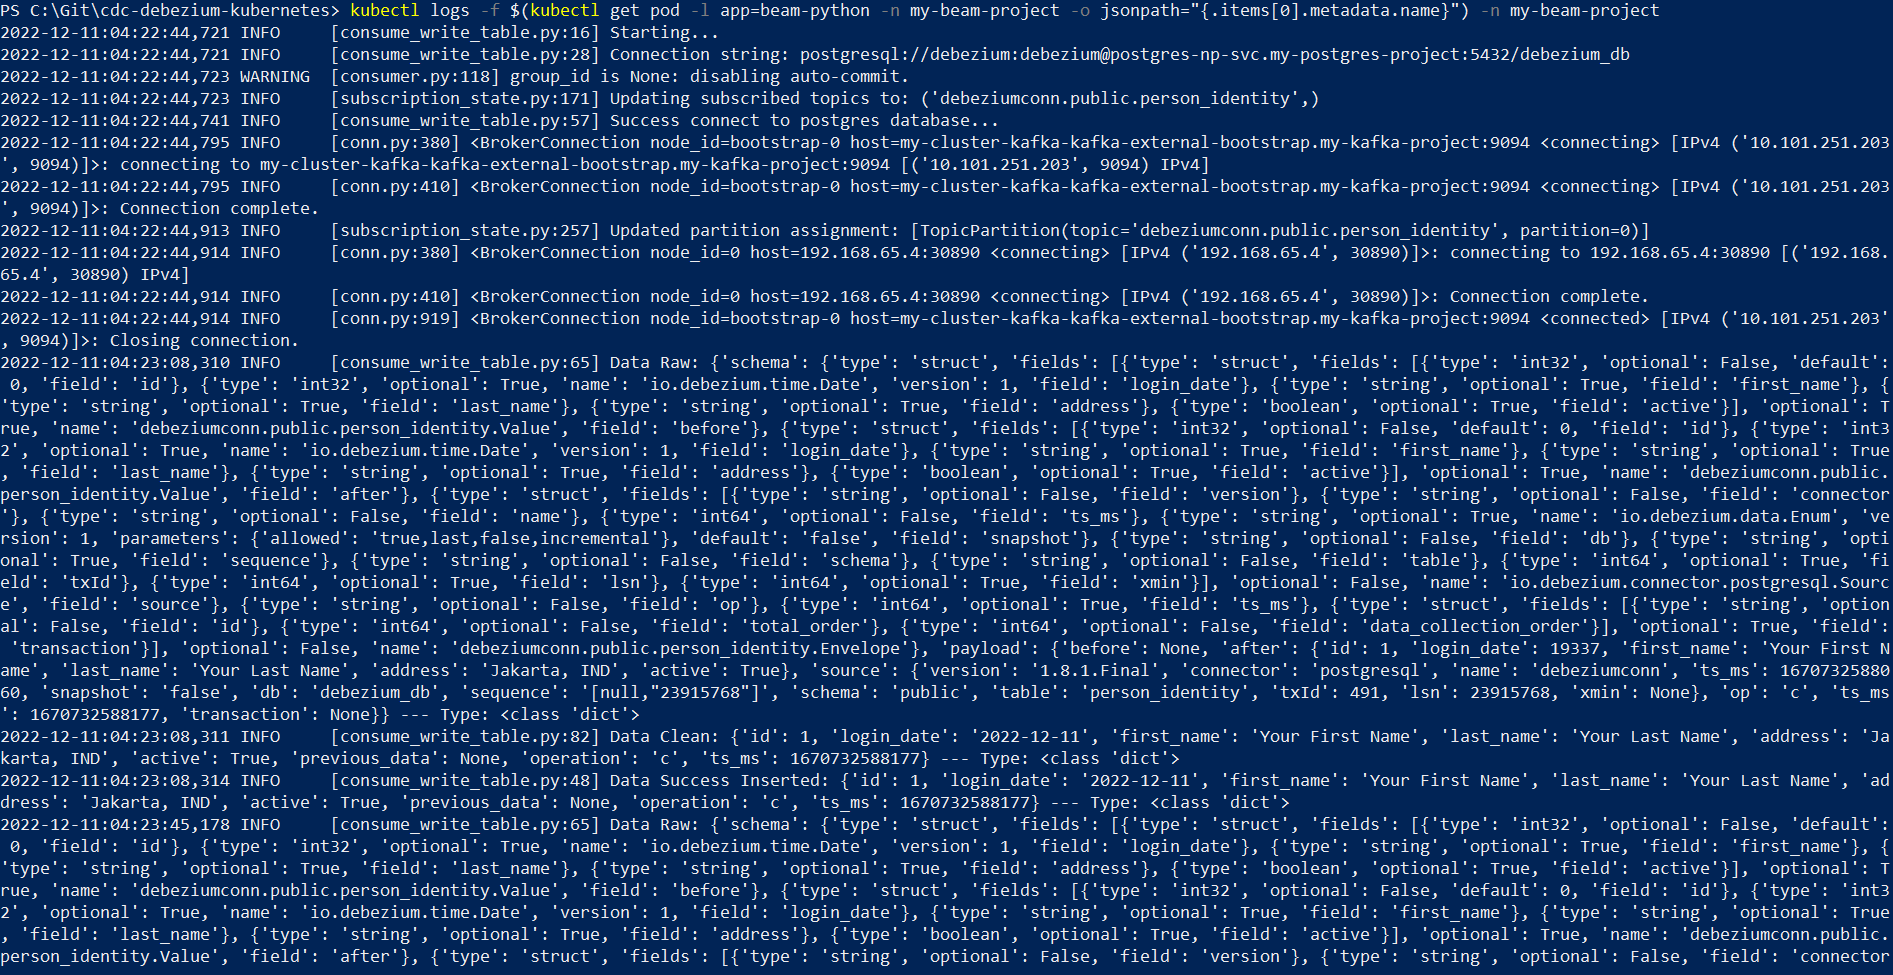 PS C:\Git\cdc-debezium-kubernetes> kubectl logs -f $(kubectl get pod -l app=beam-python -n my-beam-project -o jsonpath="{.items[0].metadata.name}") -n my-beam-project
2022-12-11:04:22:44,721 INFO     [consume_write_table.py:16] Starting...
2022-12-11:04:22:44,721 INFO     [consume_write_table.py:28] Connection string: postgresql://debezium:debezium@postgres-np-svc.my-postgres-project:5432/debezium_db
2022-12-11:04:22:44,723 WARNING  [consumer.py:118] group_id is None: disabling auto-commit.
2022-12-11:04:22:44,723 INFO     [subscription_state.py:171] Updating subscribed topics to: ('debeziumconn.public.person_identity',)
2022-12-11:04:22:44,741 INFO     [consume_write_table.py:57] Success connect to postgres database...
2022-12-11:04:22:44,795 INFO     [conn.py:380] <BrokerConnection node_id=bootstrap-0 host=my-cluster-kafka-kafka-external-bootstrap.my-kafka-project:9094 <connecting> [IPv4 ('10.101.251.203
', 9094)]>: connecting to my-cluster-kafka-kafka-external-bootstrap.my-kafka-project:9094 [('10.101.251.203', 9094) IPv4]
2022-12-11:04:22:44,795 INFO     [conn.py:410] <BrokerConnection node_id=bootstrap-0 host=my-cluster-kafka-kafka-external-bootstrap.my-kafka-project:9094 <connecting> [IPv4 ('10.101.251.203
', 9094)]>: Connection complete.
2022-12-11:04:22:44,913 INFO     [subscription_state.py:257] Updated partition assignment: [TopicPartition(topic='debeziumconn.public.person_identity', partition=0)]
2022-12-11:04:22:44,914 INFO     [conn.py:380] <BrokerConnection node_id=0 host=192.168.65.4:30890 <connecting> [IPv4 ('192.168.65.4', 30890)]>: connecting to 192.168.65.4:30890 [('192.168.
65.4', 30890) IPv4]
2022-12-11:04:22:44,914 INFO     [conn.py:410] <BrokerConnection node_id=0 host=192.168.65.4:30890 <connecting> [IPv4 ('192.168.65.4', 30890)]>: Connection complete.
2022-12-11:04:22:44,914 INFO     [conn.py:919] <BrokerConnection node_id=bootstrap-0 host=my-cluster-kafka-kafka-external-bootstrap.my-kafka-project:9094 <connected> [IPv4 ('10.101.251.203'
, 9094)]>: Closing connection.
2022-12-11:04:23:08,310 INFO     [consume_write_table.py:65] Data Raw: {'schema': {'type': 'struct', 'fields': [{'type': 'struct', 'fields': [{'type': 'int32', 'optional': False, 'default':
 0, 'field': 'id'}, {'type': 'int32', 'optional': True, 'name': 'io.debezium.time.Date', 'version': 1, 'field': 'login_date'}, {'type': 'string', 'optional': True, 'field': 'first_name'}, {
'type': 'string', 'optional': True, 'field': 'last_name'}, {'type': 'string', 'optional': True, 'field': 'address'}, {'type': 'boolean', 'optional': True, 'field': 'active'}], 'optional': T
rue, 'name': 'debeziumconn.public.person_identity.Value', 'field': 'before'}, {'type': 'struct', 'fields': [{'type': 'int32', 'optional': False, 'default': 0, 'field': 'id'}, {'type': 'int3
2', 'optional': True, 'name': 'io.debezium.time.Date', 'version': 1, 'field': 'login_date'}, {'type': 'string', 'optional': True, 'field': 'first_name'}, {'type': 'string', 'optional': True
, 'field': 'last_name'}, {'type': 'string', 'optional': True, 'field': 'address'}, {'type': 'boolean', 'optional': True, 'field': 'active'}], 'optional': True, 'name': 'debeziumconn.public.
person_identity.Value', 'field': 'after'}, {'type': 'struct', 'fields': [{'type': 'string', 'optional': False, 'field': 'version'}, {'type': 'string', 'optional': False, 'field': 'connector
'}, {'type': 'string', 'optional': False, 'field': 'name'}, {'type': 'int64', 'optional': False, 'field': 'ts_ms'}, {'type': 'string', 'optional': True, 'name': 'io.debezium.data.Enum', 've
rsion': 1, 'parameters': {'allowed': 'true,last,false,incremental'}, 'default': 'false', 'field': 'snapshot'}, {'type': 'string', 'optional': False, 'field': 'db'}, {'type': 'string', 'opti
onal': True, 'field': 'sequence'}, {'type': 'string', 'optional': False, 'field': 'schema'}, {'type': 'string', 'optional': False, 'field': 'table'}, {'type': 'int64', 'optional': True, 'fi
eld': 'txId'}, {'type': 'int64', 'optional': True, 'field': 'lsn'}, {'type': 'int64', 'optional': True, 'field': 'xmin'}], 'optional': False, 'name': 'io.debezium.connector.postgresql.Sourc
e', 'field': 'source'}, {'type': 'string', 'optional': False, 'field': 'op'}, {'type': 'int64', 'optional': True, 'field': 'ts_ms'}, {'type': 'struct', 'fields': [{'type': 'string', 'option
al': False, 'field': 'id'}, {'type': 'int64', 'optional': False, 'field': 'total_order'}, {'type': 'int64', 'optional': False, 'field': 'data_collection_order'}], 'optional': True, 'field':
 'transaction'}], 'optional': False, 'name': 'debeziumconn.public.person_identity.Envelope'}, 'payload': {'before': None, 'after': {'id': 1, 'login_date': 19337, 'first_name': 'Your First N
ame', 'last_name': 'Your Last Name', 'address': 'Jakarta, IND', 'active': True}, 'source': {'version': '1.8.1.Final', 'connector': 'postgresql', 'name': 'debeziumconn', 'ts_ms': 16707325880
60, 'snapshot': 'false', 'db': 'debezium_db', 'sequence': '[null,"23915768"]', 'schema': 'public', 'table': 'person_identity', 'txId': 491, 'lsn': 23915768, 'xmin': None}, 'op': 'c', 'ts_ms
': 1670732588177, 'transaction': None}} --- Type: <class 'dict'>
2022-12-11:04:23:08,311 INFO     [consume_write_table.py:82] Data Clean: {'id': 1, 'login_date': '2022-12-11', 'first_name': 'Your First Name', 'last_name': 'Your Last Name', 'address': 'Ja
karta, IND', 'active': True, 'previous_data': None, 'operation': 'c', 'ts_ms': 1670732588177} --- Type: <class 'dict'>
2022-12-11:04:23:08,314 INFO     [consume_write_table.py:48] Data Success Inserted: {'id': 1, 'login_date': '2022-12-11', 'first_name': 'Your First Name', 'last_name': 'Your Last Name', 'ad
dress': 'Jakarta, IND', 'active': True, 'previous_data': None, 'operation': 'c', 'ts_ms': 1670732588177} --- Type: <class 'dict'>
2022-12-11:04:23:45,178 INFO     [consume_write_table.py:65] Data Raw: {'schema': {'type': 'struct', 'fields': [{'type': 'struct', 'fields': [{'type': 'int32', 'optional': False, 'default':
 0, 'field': 'id'}, {'type': 'int32', 'optional': True, 'name': 'io.debezium.time.Date', 'version': 1, 'field': 'login_date'}, {'type': 'string', 'optional': True, 'field': 'first_name'}, {
'type': 'string', 'optional': True, 'field': 'last_name'}, {'type': 'string', 'optional': True, 'field': 'address'}, {'type': 'boolean', 'optional': True, 'field': 'active'}], 'optional': T
rue, 'name': 'debeziumconn.public.person_identity.Value', 'field': 'before'}, {'type': 'struct', 'fields': [{'type': 'int32', 'optional': False, 'default': 0, 'field': 'id'}, {'type': 'int3
2', 'optional': True, 'name': 'io.debezium.time.Date', 'version': 1, 'field': 'login_date'}, {'type': 'string', 'optional': True, 'field': 'first_name'}, {'type': 'string', 'optional': True
, 'field': 'last_name'}, {'type': 'string', 'optional': True, 'field': 'address'}, {'type': 'boolean', 'optional': True, 'field': 'active'}], 'optional': True, 'name': 'debeziumconn.public.
person_identity.Value', 'field': 'after'}, {'type': 'struct', 'fields': [{'type': 'string', 'optional': False, 'field': 'version'}, {'type': 'string', 'optional': False, 'field': 'connector